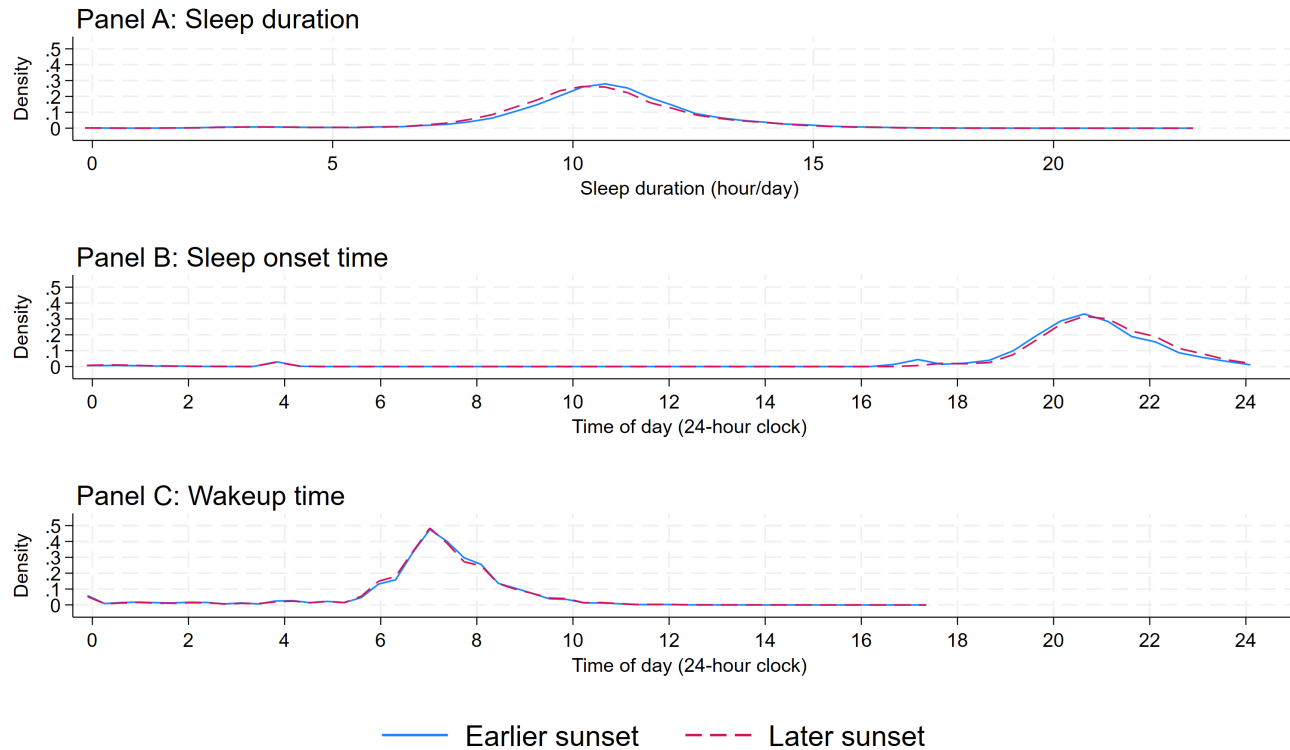 Panel A: Sleep duration
Density
.5
.4
.3
.2
.1
0
0 5 10 15 20
Sleep duration (hour/day)
Panel B: Sleep onset time
Density
.5
.4
.3
.2
.1
0
0 2 4 6 8 10 12 14 16 18 20 22 24
Time of day (24-hour clock)
Panel C: Wakeup time
Density
.5
.4
.3
.2
.1
0
0 2 4 6 8 10 12 14 16 18 20 22 24
Time of day (24-hour clock)
Earlier sunset Later sunset